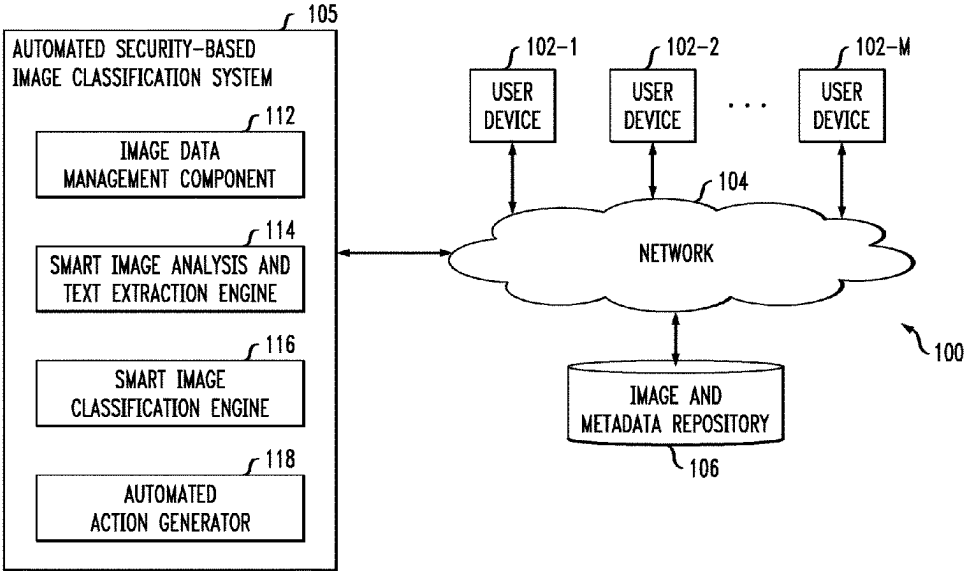 105
AUTOMATED SECURITY-BASED
IMAGE CLASSIFICATION SYSTEM
112
IMAGE DATA
MANAGEMENT COMPONENT
114
SMART IMAGE ANALYSIS AND
TEXT EXTRACTION ENGINE
116
SMART IMAGE
CLASSIFICATION ENGINE
118
AUTOMATED
ACTION GENERATOR
102-1
USER
DEVICE
102-2
USER
DEVICE
. . .
102-M
USER
DEVICE
104
NETWORK
100
IMAGE AND
METADATA REPOSITORY
106